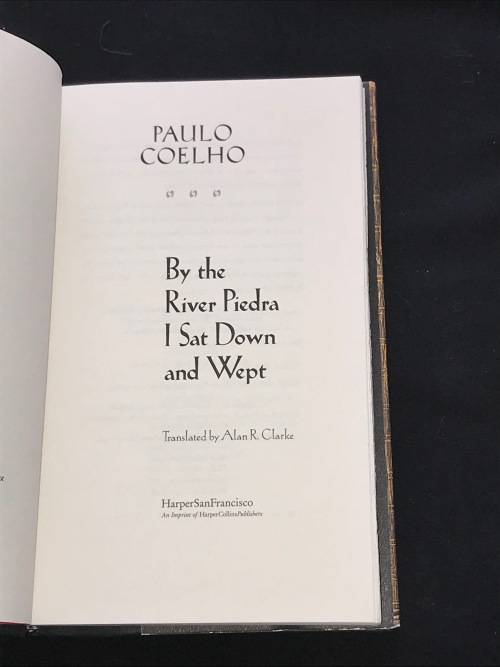 PAULO
COELHO
By the
River Piedra
I Sat Down
and Wept
Translated by Alan R. Clarke
HarperSanFrancisco
An Imprint of HarperCollinsPublishers